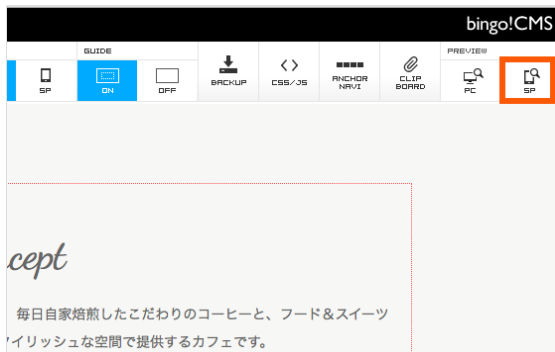 bingo!CMS
GUIDE
PREVIEW
SP
ON
OFF
BACKUP
CSS/JS
ANCHOR
NAVI
CLIP
BOARD
PC
SP
cept
毎日自家焙煎したこだわりのコーヒーと、フード＆スイーツ
イリッシュな空間で提供するカフェです。